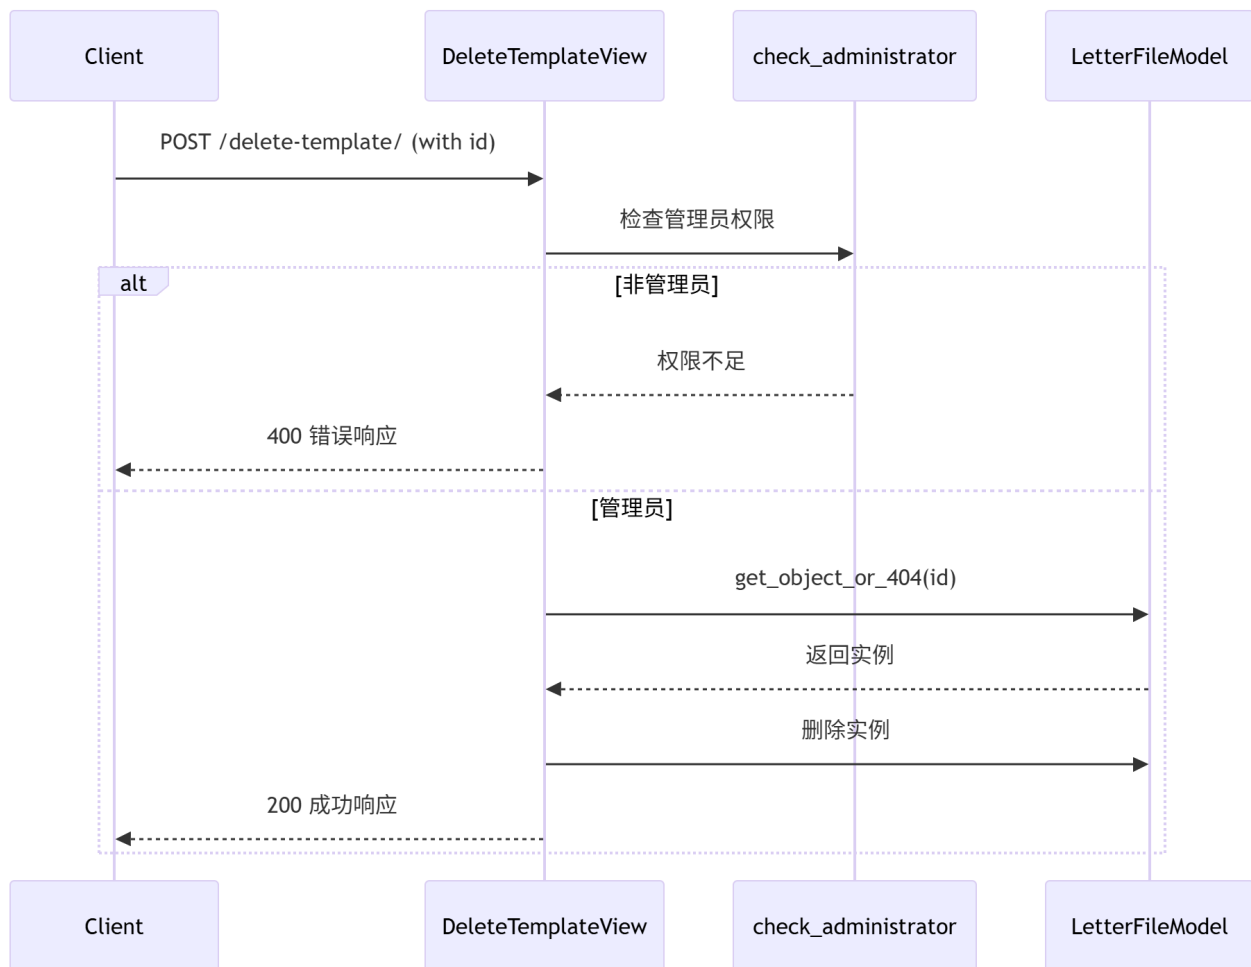 Client
DeleteTemplateView
check_administrator
LetterFileModel
POST /delete-template/ (with id)
检查管理员权限
alt
[非管理员]
权限不足
400 错误响应
[管理员]
get_object_or_404(id)
返回实例
删除实例
200 成功响应
Client
DeleteTemplateView
check_administrator
LetterFileModel